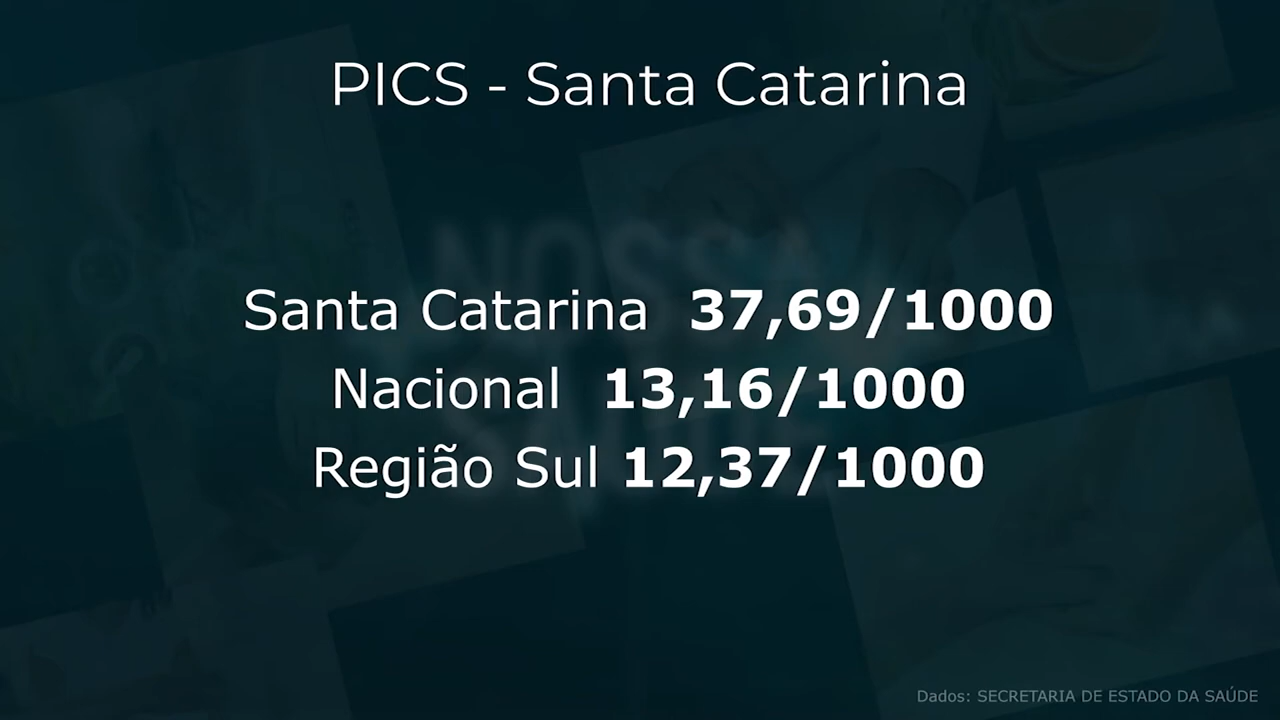 PICS - Santa Catarina
NOSSA
Santa Catarina 37,69/1000
Nacional 13,16/1000
Região Sul 12,37/1000
Dados: SECRETARIA DE ESTADO DA SAÚDE